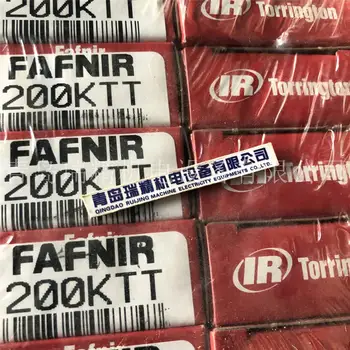 Fafnir
Torrington
FAFNIR
200KTT
IR Torrington
FAFNIR
200KTT
IR Torrington
青岛瑞精机电设备有限公司
QINGDAO RUIJING MACHINE ELECTRICITY EQUIPMENTS CO.,LTD
FAFNIR
200KTT
IR Torrin